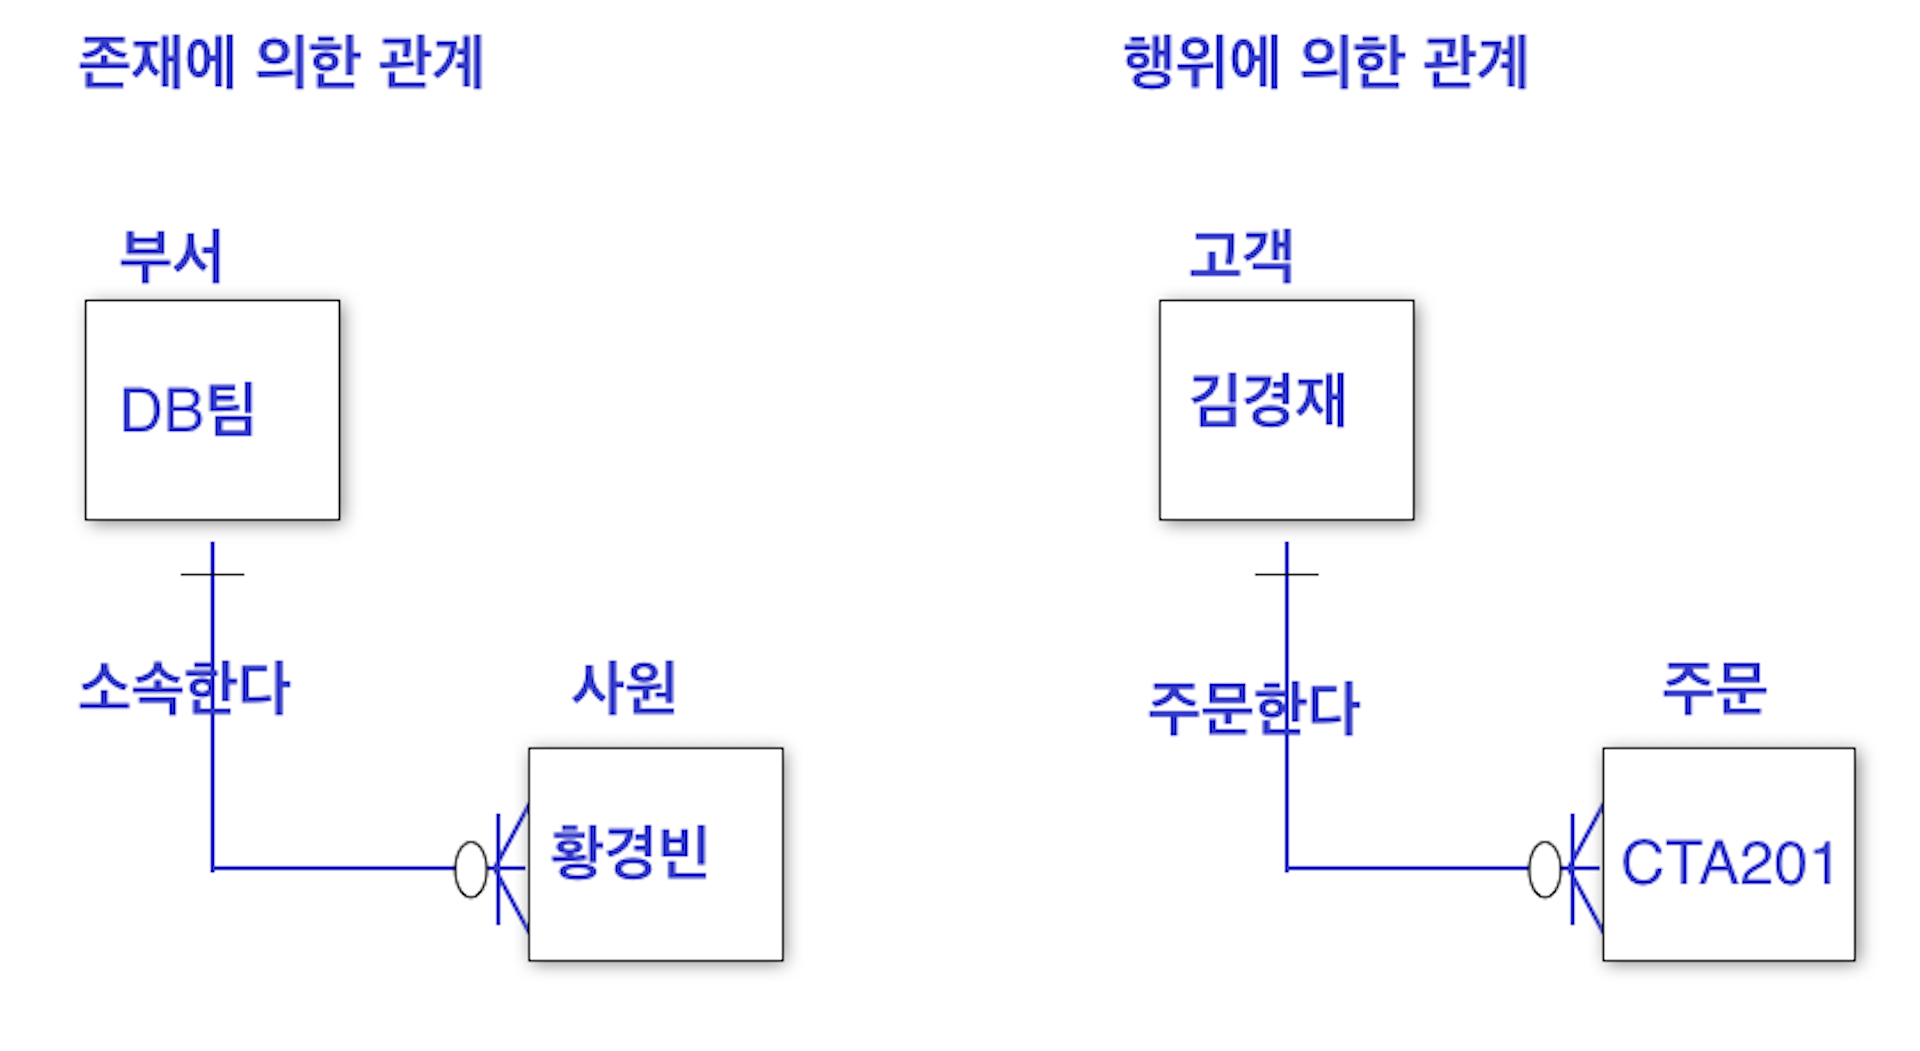 존재에 의한 관계
부서
DB팀
소속한다
사원
황경빈
행위에 의한 관계
고객
김경재
주문한다
주문
CTA201